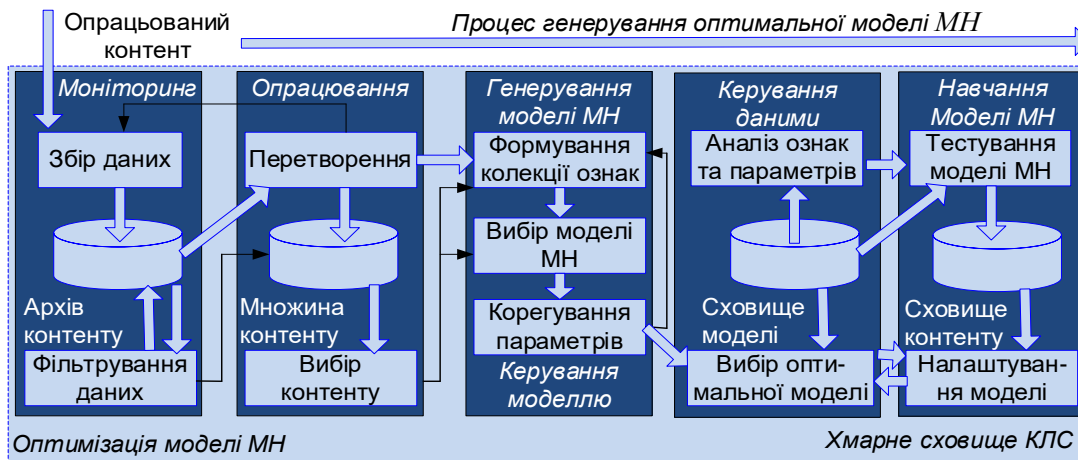 Опрацьований
контент
Процес генерування оптимальної моделі МН
Моніторинг
Збір даних
Архів
контенту
Фільтрування
даних
Опрацювання
Перетворення
Множина
контенту
Вибір
контенту
Генерування
моделі МН
Формування
колекції ознак
Вибір моделі
МН
Корегування
параметрів
Керування
моделлю
Керування
даними
Аналіз ознак
та параметрів
Сховище
моделі
Вибір опти-
мальної моделі
Навчання
Моделі МН
Тестування
моделі МН
Сховище
контенту
Налаштуван-
ня моделі
Оптимізація моделі МН
Хмарне сховище КЛС